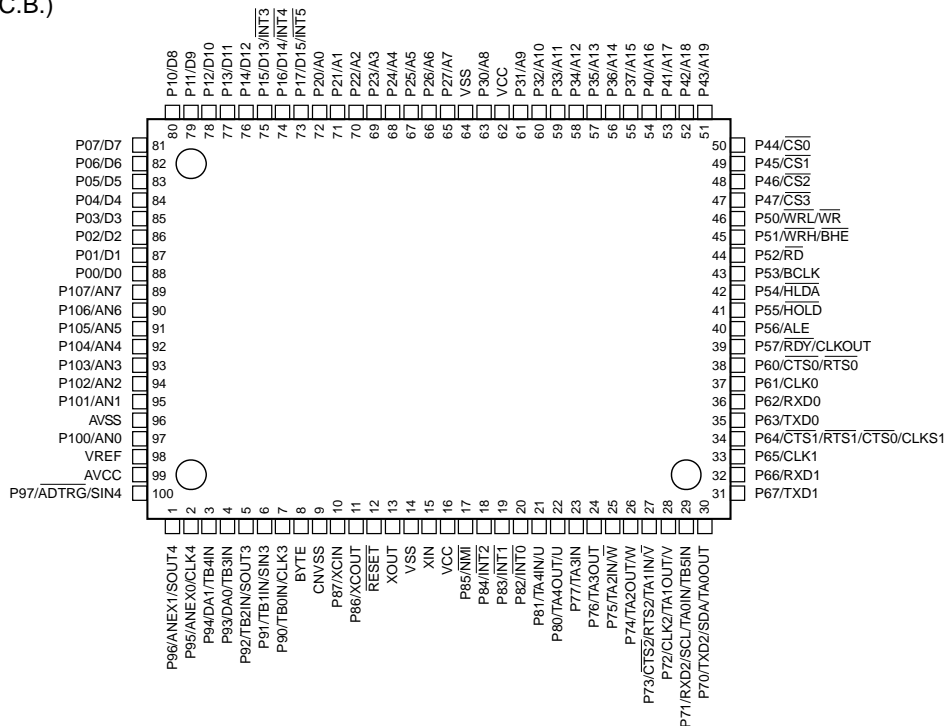 C.B.)
P10/D8
P11/D9
P12/D10
P13/D11
P14/D12
P15/D13/INT3
P16/D14/INT4
P17/D15/INT5
P20/A0
P21/A1
P22/A2
P23/A3
P24/A4
P25/A5
P26/A6
P27/A7
VSS
P30/A8
VCC
P31/A9
P32/A10
P33/A11
P34/A12
P35/A13
P36/A14
P37/A15
P40/A16
P41/A17
P42/A18
P43/A19
80 79 78 77 76 75 74 73 72 71 70 69 68 67 66 65 64 63 62 61 60 59 58 57 56 55 54 53 52 51
P07/D7 81
P06/D6 82
P05/D5 83
P04/D4 84
P03/D3 85
P02/D2 86
P01/D1 87
P00/D0 88
P107/AN7 89
P106/AN6 90
P105/AN5 91
P104/AN4 92
P103/AN3 93
P102/AN2 94
P101/AN1 95
AVSS 96
P100/AN0 97
VREF 98
AVCC 99
P97/ADTRG/SIN4 100
50 P44/CS0
49 P45/CS1
48 P46/CS2
47 P47/CS3
46 P50/WRL/WR
45 P51/WRH/BHE
44 P52/RD
43 P53/BCLK
42 P54/HLDA
41 P55/HOLD
40 P56/ALE
39 P57/RDY/CLKOUT
38 P60/CTS0/RTS0
37 P61/CLK0
36 P62/RXD0
35 P63/TXD0
34 P64/CTS1/RTS1/CTS0/CLKS1
33 P65/CLK1
32 P66/RXD1
31 P67/TXD1
1 2 3 4 5 6 7 8 9 10 11 12 13 14 15 16 17 18 19 20 21 22 23 24 25 26 27 28 29 30
P96/ANEX1/SOUT4
P95/ANEX0/CLK4
P94/DA1/TB4IN
P93/DA0/TB3IN
P92/TB2IN/SOUT3
P91/TB1IN/SIN3
P90/TB0IN/CLK3
BYTE
CNVSS
P87/XCIN
P86/XCOUT
RESET
XOUT
VSS
XIN
VCC
P85/NMI
P84/INT2
P83/INT1
P82/INT0
P81/TA4IN/U
P80/TA4OUT/U
P77/TA3IN
P76/TA3OUT
P75/TA2IN/W
P74/TA2OUT/W
P73/CTS2/RTS2/TA1IN/V
P72/CLK2/TA1OUT/V
P71/RXD2/SCL/TA0IN/TB5IN
P70/TXD2/SDA/TA0OUT